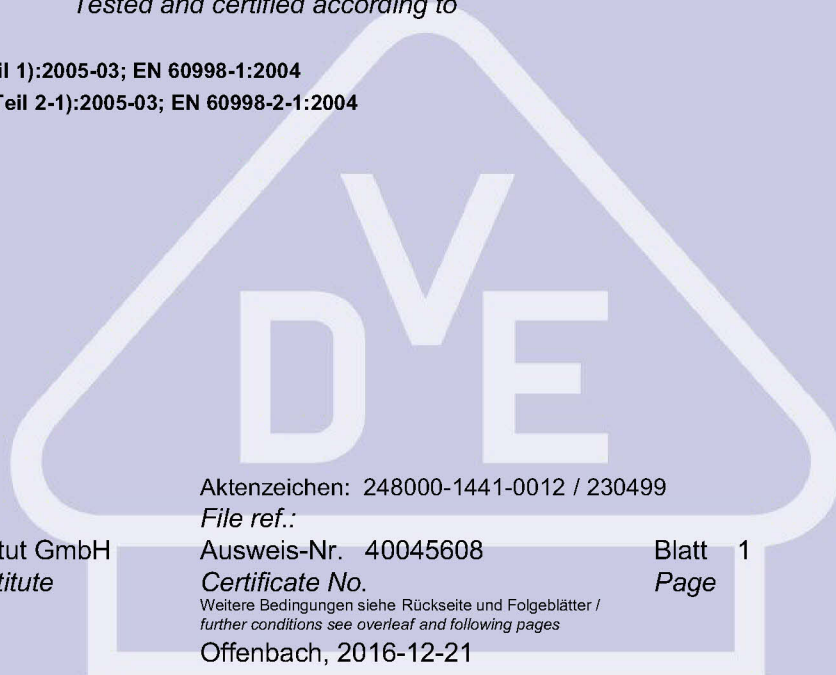 Tested and certified according to
il 1):2005-03; EN 60998-1:2004
Teil 2-1):2005-03; EN 60998-2-1:2004
VDE
Aktenzeichen: 248000-1441-0012 / 230499
File ref.:
tut GmbH Ausweis-Nr. 40045608 Blatt 1
titute Certificate No. Page
Weitere Bedingungen siehe Rückseite und Folgeblätter /
further conditions see overleaf and following pages
Offenbach, 2016-12-21